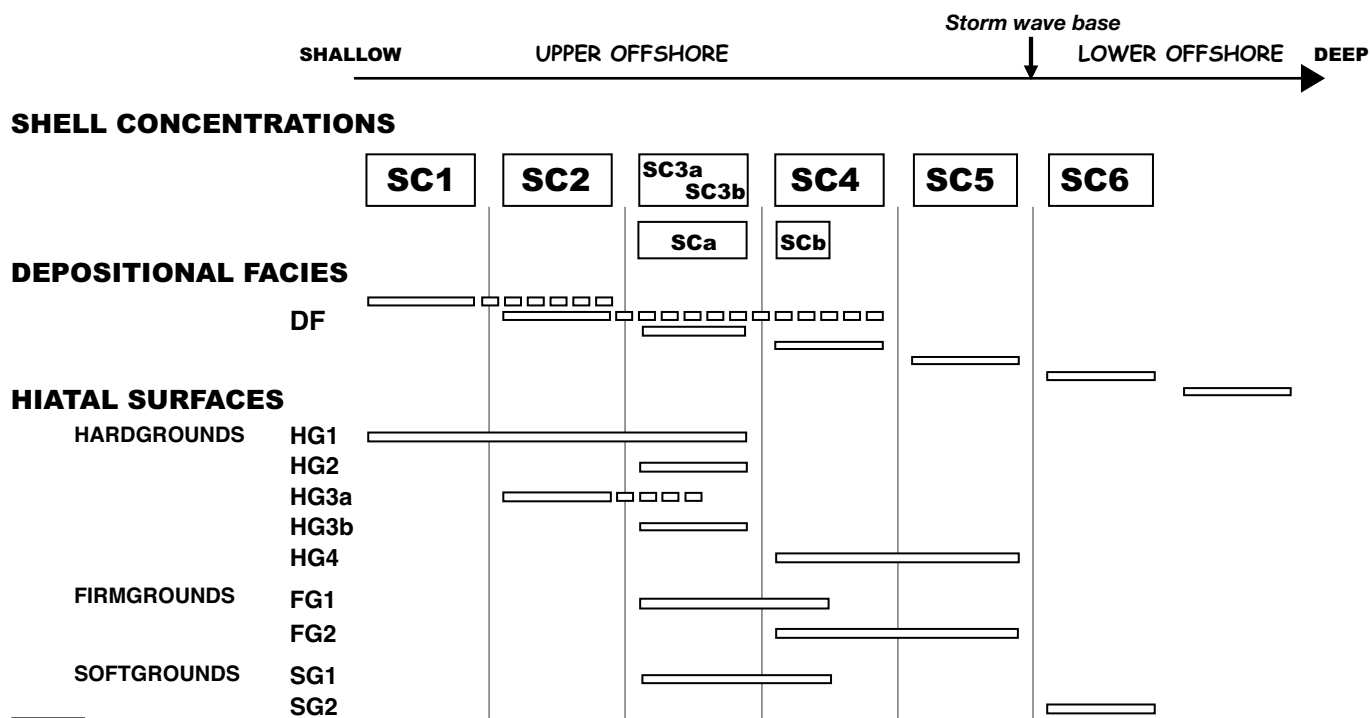 Storm wave base
SHALLOW UPPER OFFSHORE LOWER OFFSHORE DEEP
SHELL CONCENTRATIONS
SC1 SC2 SC3a SC4 SC5 SC6
SC3b
SCa SCb
DEPOSITIONAL FACIES
DF
HIATAL SURFACES
HARDGROUNDS HG1
HG2
HG3a
HG3b
HG4
FIRMGROUNDS FG1
FG2
SOFTGROUNDS SG1
SG2